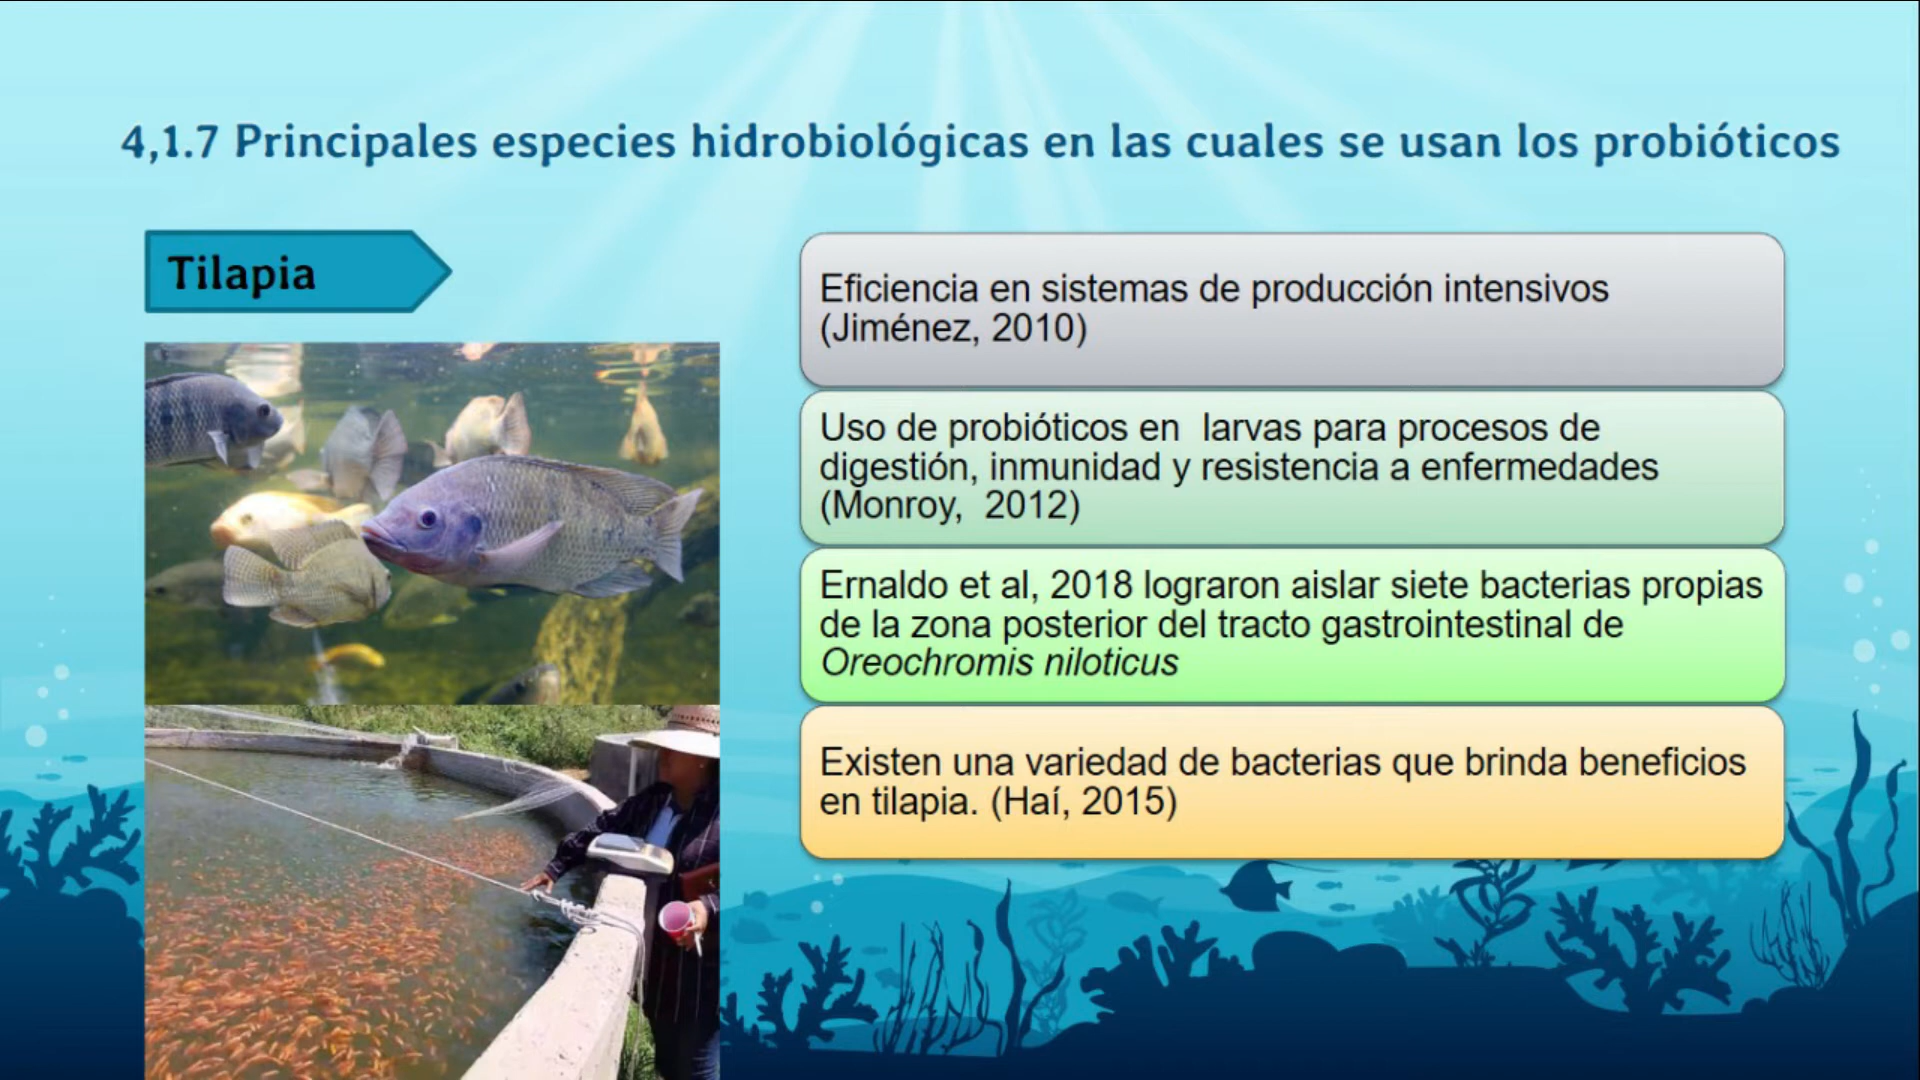 4,1.7 Principales especies hidrobiológicas en las cuales se usan los probióticos
Tilapia
Eficiencia en sistemas de producción intensivos
(Jiménez, 2010)
Uso de probióticos en  larvas para procesos de
digestión, inmunidad y resistencia a enfermedades
(Monroy,  2012)
Ernaldo et al, 2018 lograron aislar siete bacterias propias
de la zona posterior del tracto gastrointestinal de
Oreochromis niloticus
Existen una variedad de bacterias que brinda beneficios
en tilapia. (Haí, 2015)